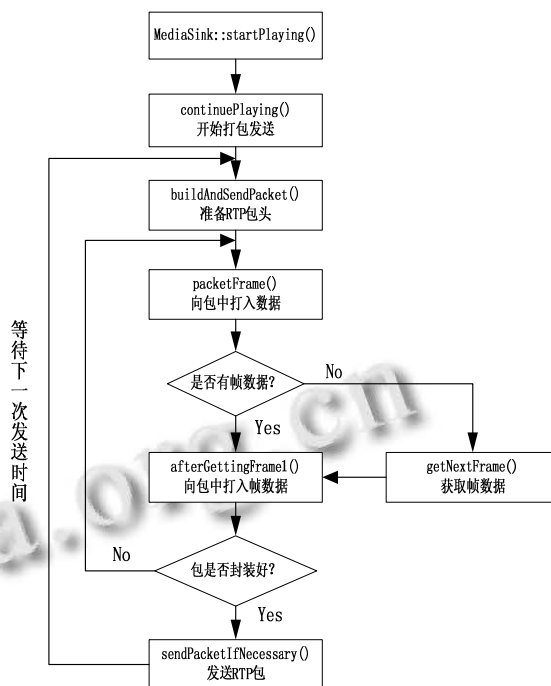 MediaSink::startPlaying()
continuePlaying()
开始打包发送
buildAndSendPacket()
准备RTP包头
packetFrame()
向包中打入数据
是否有帧数据?
No
Yes
afterGettingFrame1()
向包中打入帧数据
getNextFrame()
获取帧数据
包是否封装好?
No
Yes
sendPacketIfNecessary()
发送RTP包
等待下一次发送时间
a.org.cn